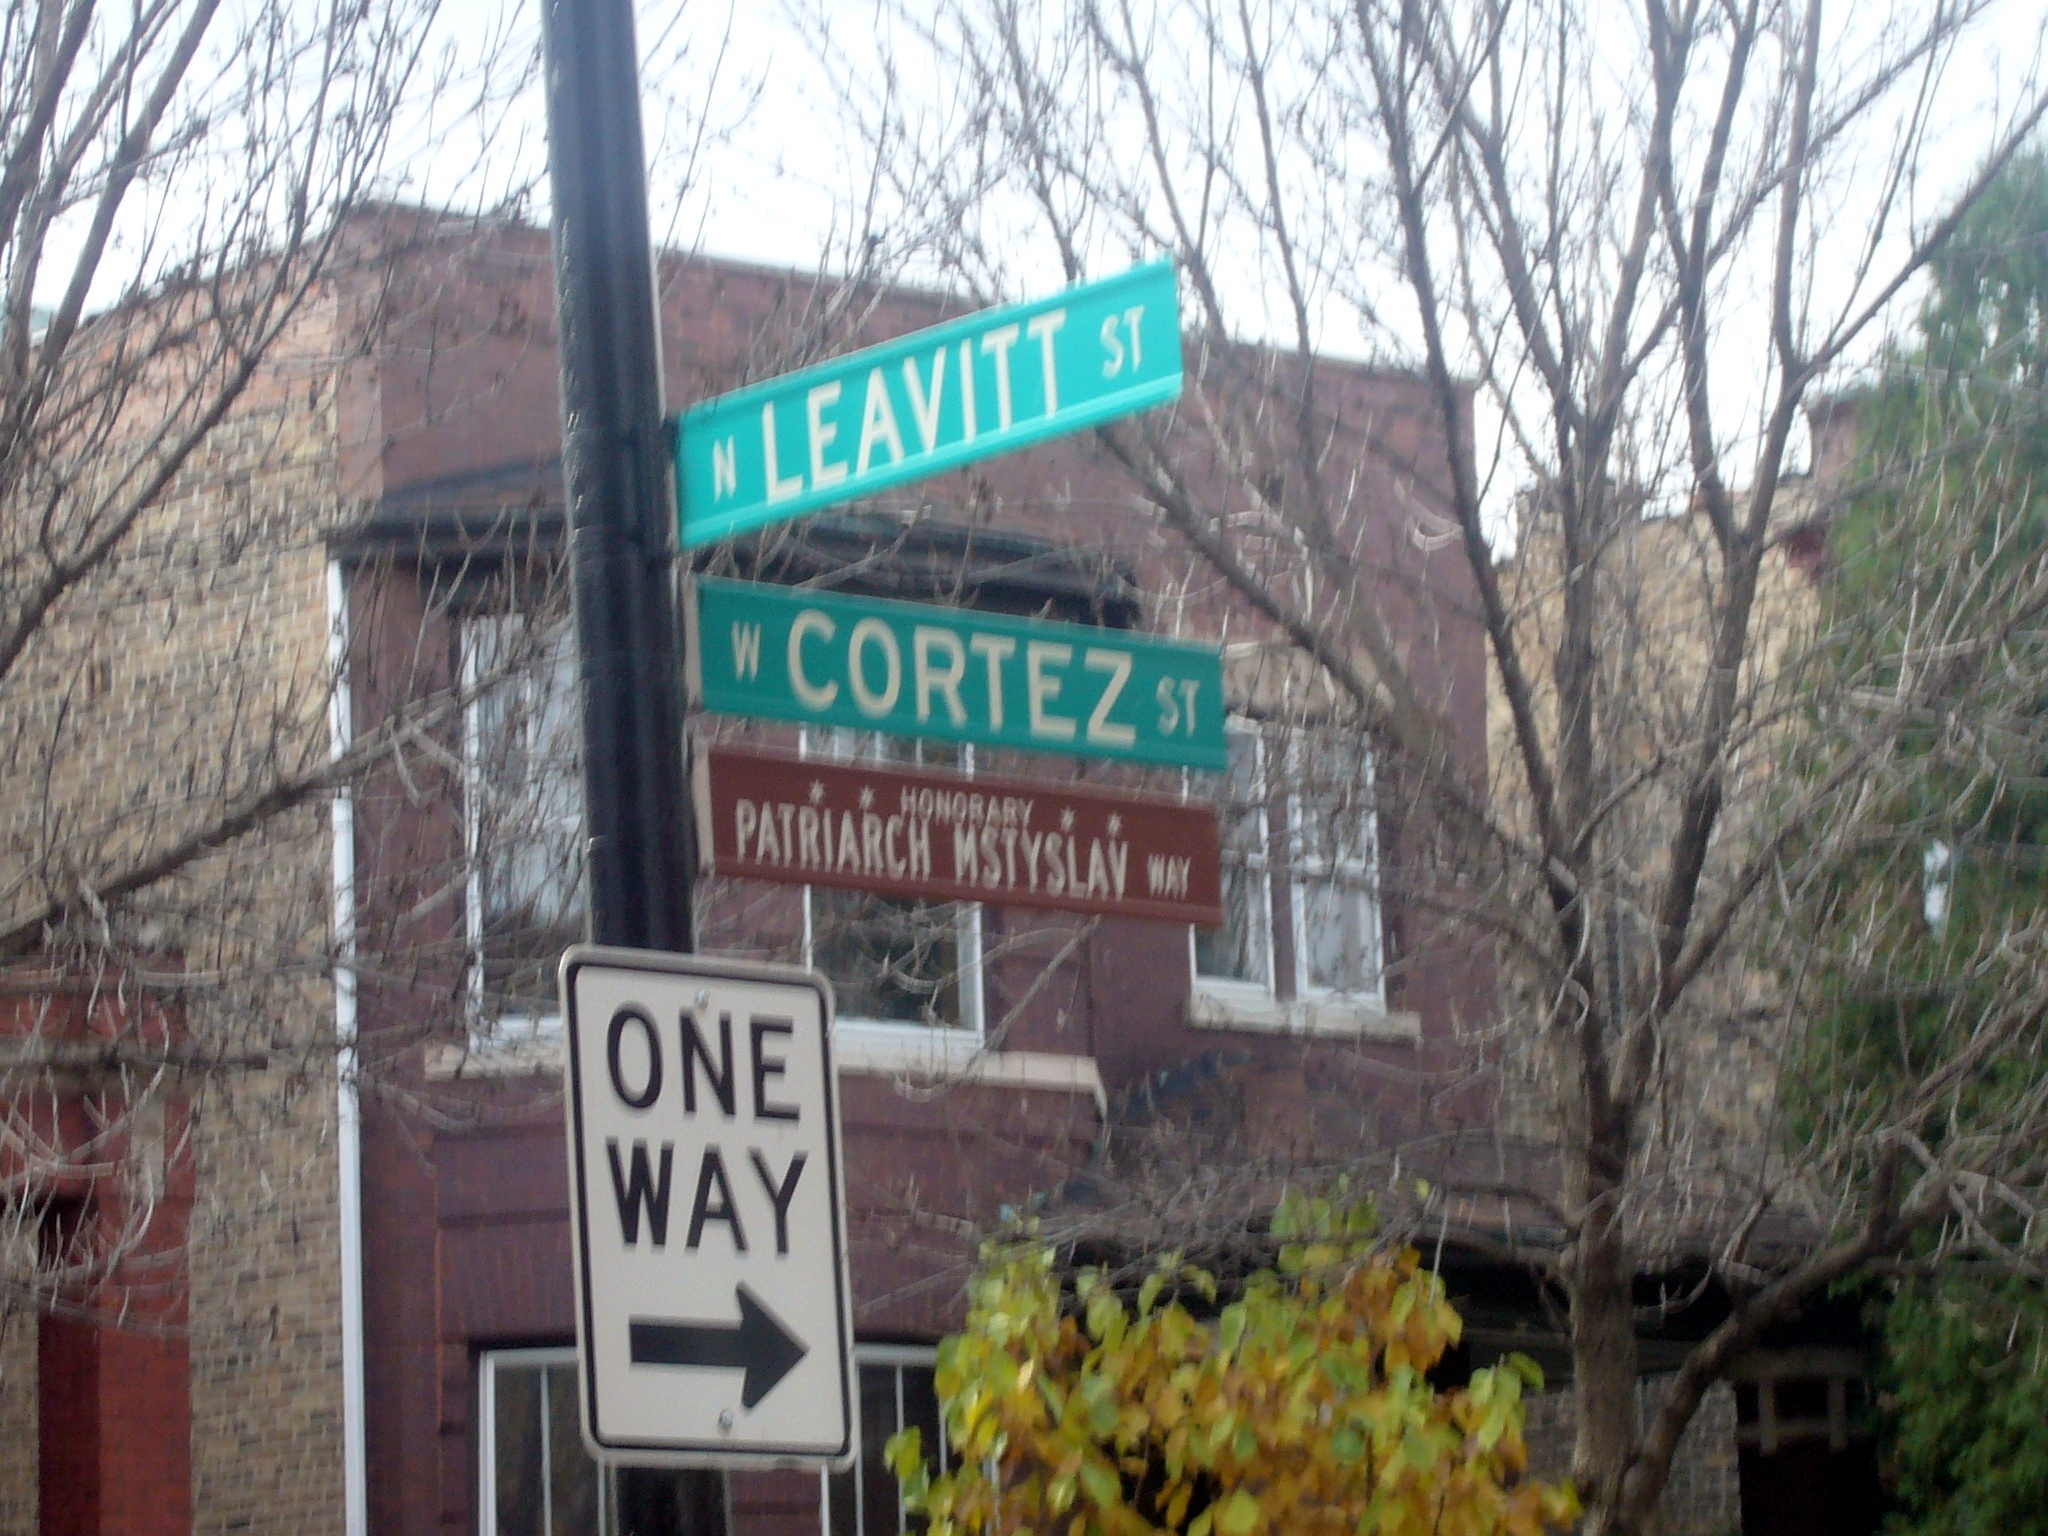 N LEAVITT ST
W CORTEZ ST
HONORARY
PATRIARCH MSTYSLAV WAY
ONE
WAY